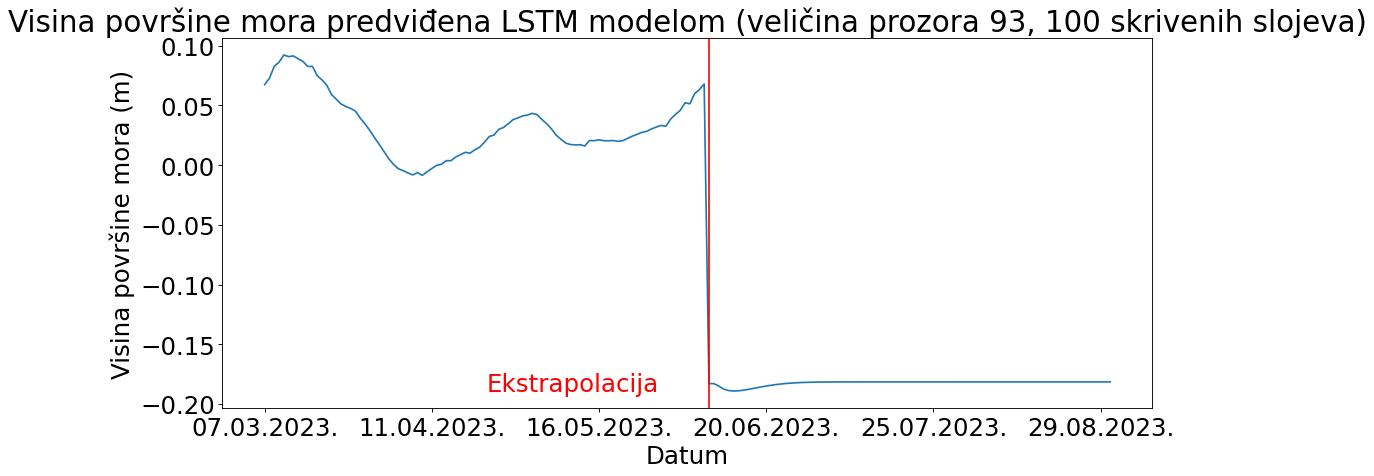 Visina površine mora predviđena LSTM modelom (veličina prozora 93, 100 skrivenih slojeva)
Visina površine mora (m)
0.10
0.05
0.00
−0.05
−0.10
−0.15
−0.20
Ekstrapolacija
07.03.2023. 11.04.2023. 16.05.2023. 20.06.2023. 25.07.2023. 29.08.2023.
Datum